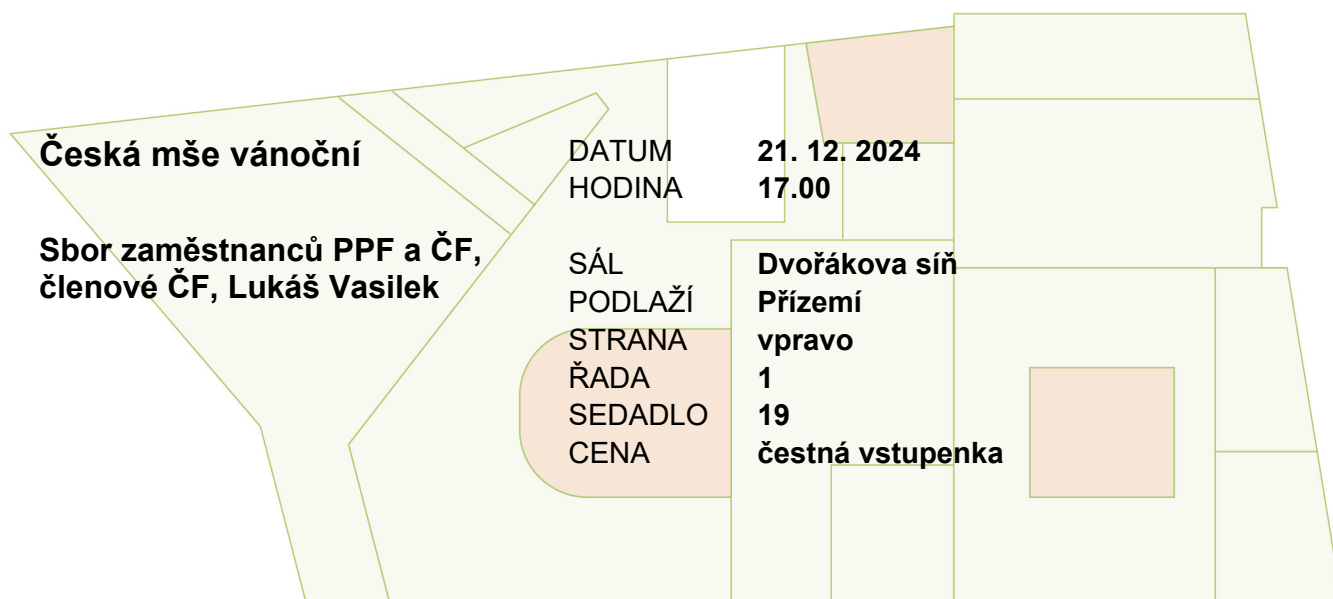 Česká mše vánoční
Sbor zaměstnanců PPF a ČF,
členové ČF, Lukáš Vasilek
DATUM 21. 12. 2024
HODINA 17.00
SÁL Dvořákova síň
PODLAŽÍ Přízemí
STRANA vpravo
ŘADA 1
SEDADLO 19
CENA čestná vstupenka